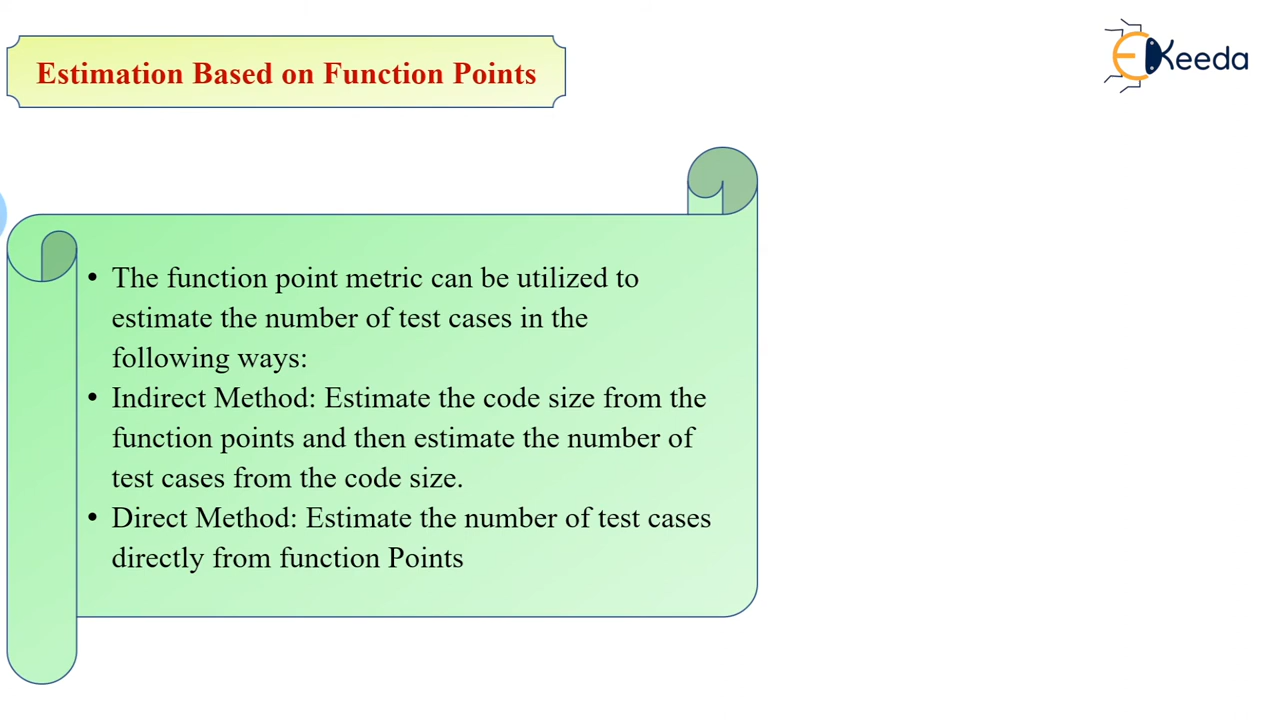 Estimation Based on Function Points
EKeeda
• The function point metric can be utilized to
estimate the number of test cases in the
following ways:
• Indirect Method: Estimate the code size from the
function points and then estimate the number of
test cases from the code size.
• Direct Method: Estimate the number of test cases
directly from function Points